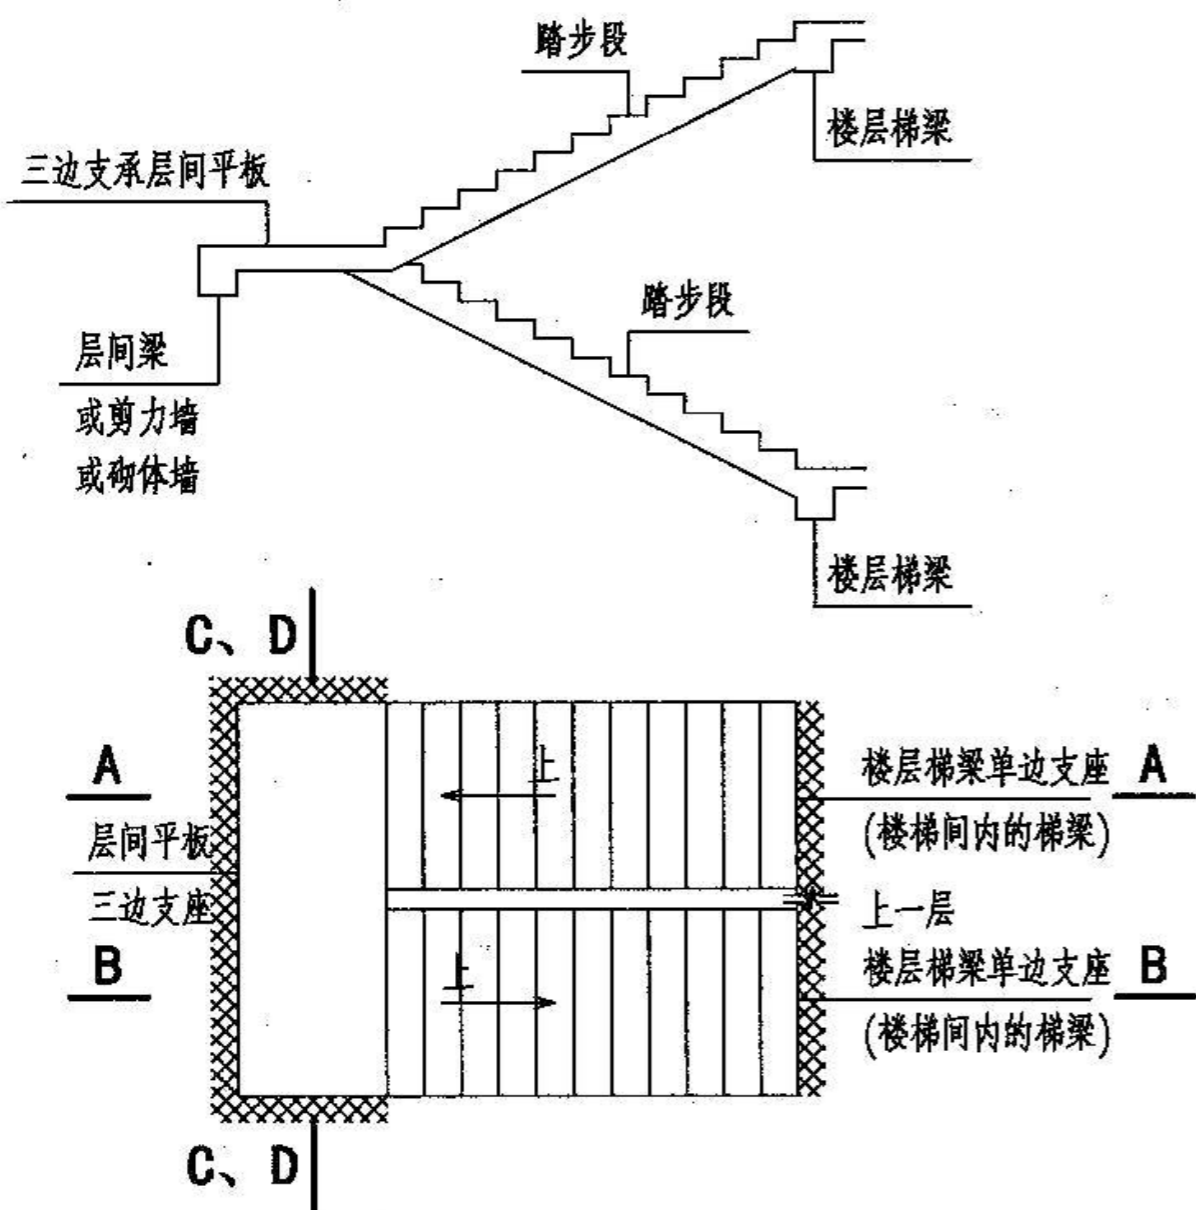 踏步段
楼层梯梁
三边支承层间平板
踏步段
层间梁
或剪力墙
或砌体墙
楼层梯梁
C、D
A
上
楼层梯梁单边支座
A
层间平板
(楼梯间内的梯梁)
三边支座
上一层
B
上
楼层梯梁单边支座
B
(楼梯间内的梯梁)
C、D